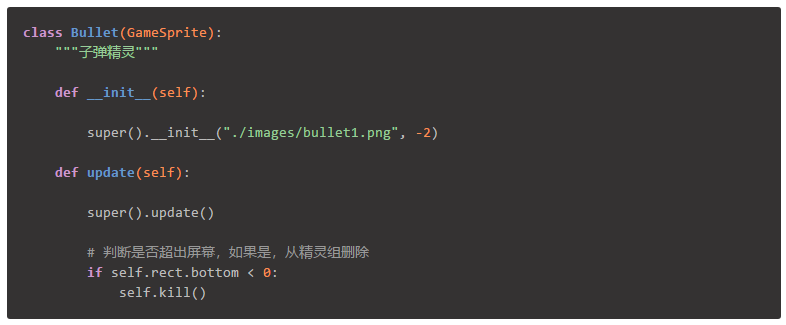 class Bullet(GameSprite):
    """子弹精灵"""
    def __init__(self):
        super().__init__("./images/bullet1.png", -2)
    def update(self):
        super().update()
        # 判断是否超出屏幕，如果是，从精灵组删除
        if self.rect.bottom < 0:
            self.kill()